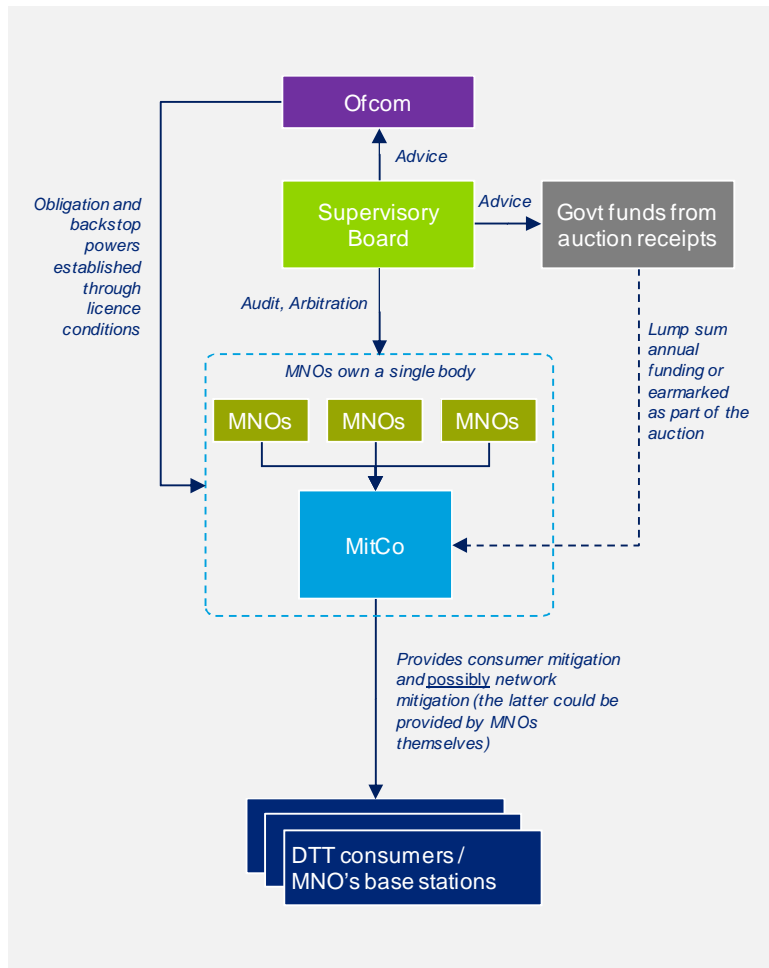 Ofcom
Advice
Obligation and
backstop
powers
established
through
licence
conditions
Supervisory
Board
Advice
Govt funds from
auction receipts
Audit, Arbitration
Lump sum
annual
funding or
earmarked
as part of the
auction
MNOs own a single body
MNOs
MNOs
MNOs
MitCo
Provides consumer mitigation
and possibly network
mitigation (the latter could be
provided by MNOs
themselves)
DTT consumers /
MNO's base stations